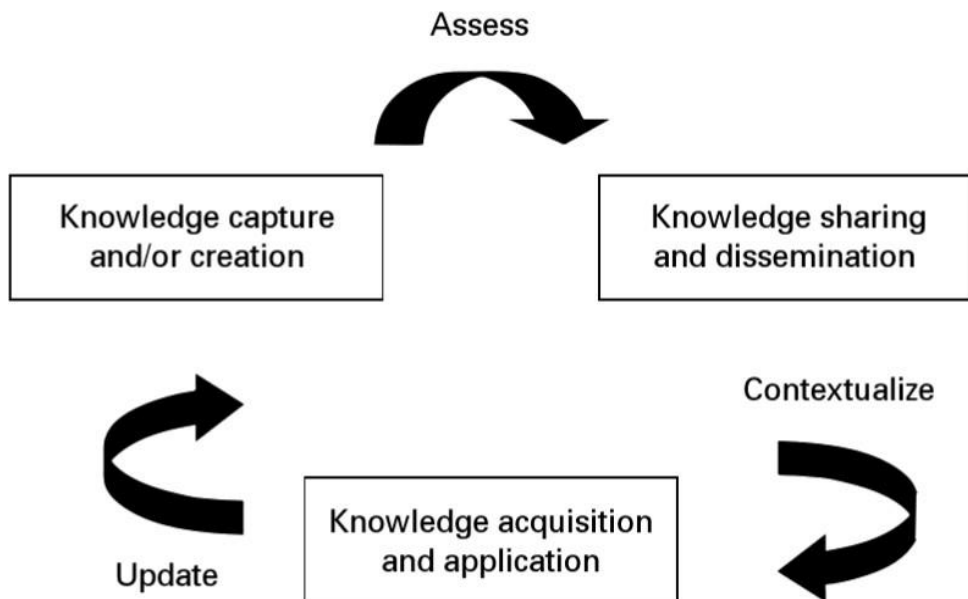 Assess
Knowledge capture
and/or creation
Knowledge sharing
and dissemination
Contextualize
Knowledge acquisition
and application
Update